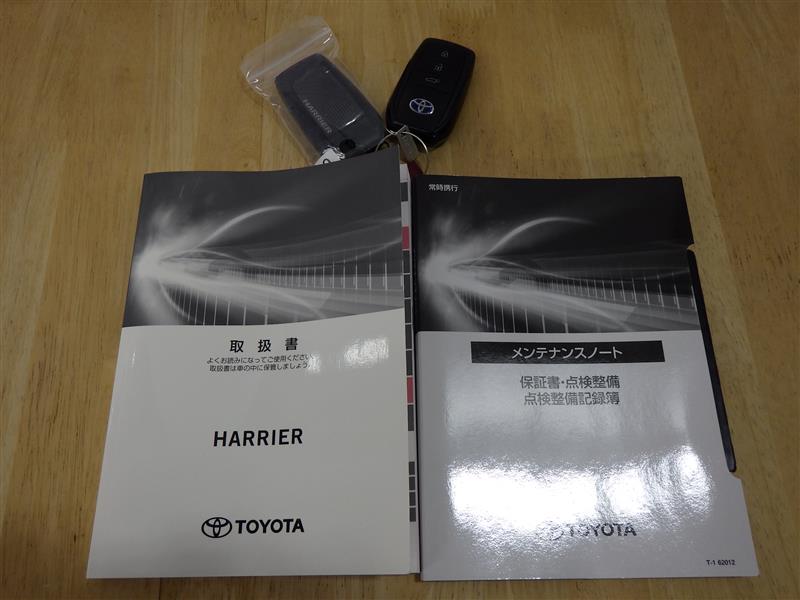 HARRIER
取扱書
よくお読みになってご使用ください
取扱書は車の中に保管しましょう
HARRIER
TOYOTA
常時携行
メンテナンスノート
保証書・点検整備
点検整備記録簿
TOYOTA
T-1 62012